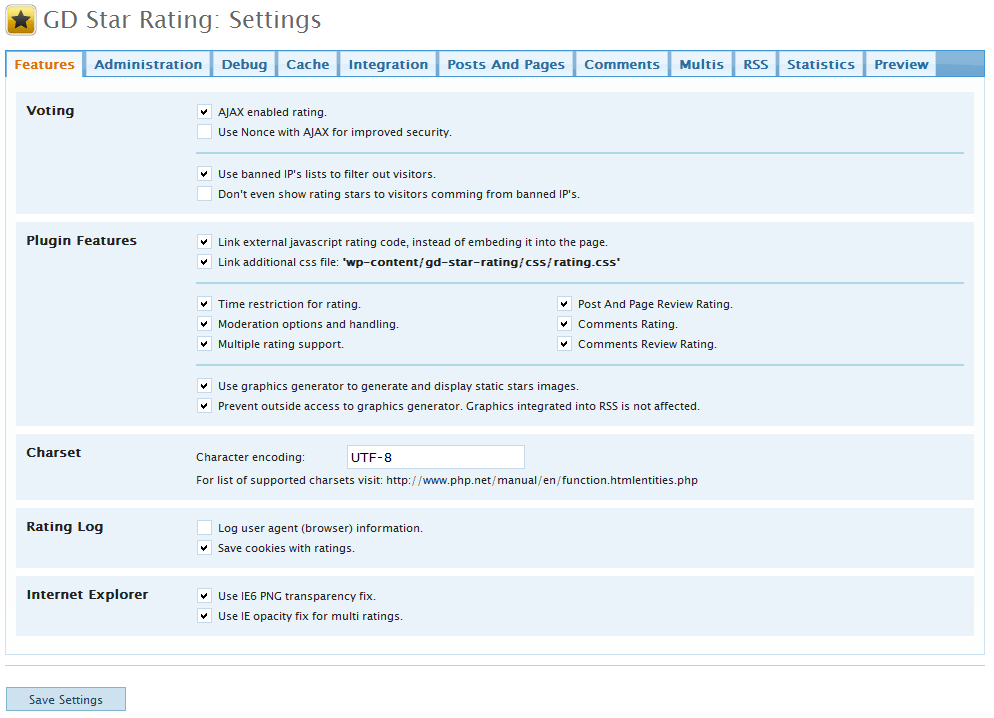 GD Star Rating: Settings
Features Administration Debug Cache Integration Posts And Pages Comments Multis RSS Statistics Preview
Voting
AJAX enabled rating.
Use Nonce with AJAX for improved security.
Use banned IP's lists to filter out visitors.
Don't even show rating stars to visitors comming from banned IP's.
Plugin Features
Link external javascript rating code, instead of embeding it into the page.
Link additional css file: 'wp-content/gd-star-rating/css/rating.css'
Time restriction for rating.
Post And Page Review Rating.
Moderation options and handling.
Comments Rating.
Multiple rating support.
Comments Review Rating.
Use graphics generator to generate and display static stars images.
Prevent outside access to graphics generator. Graphics integrated into RSS is not affected.
Charset
Character encoding: UTF-8
For list of supported charsets visit: http://www.php.net/manual/en/function.htmlentities.php
Rating Log
Log user agent (browser) information.
Save cookies with ratings.
Internet Explorer
Use IE6 PNG transparency fix.
Use IE opacity fix for multi ratings.
Save Settings